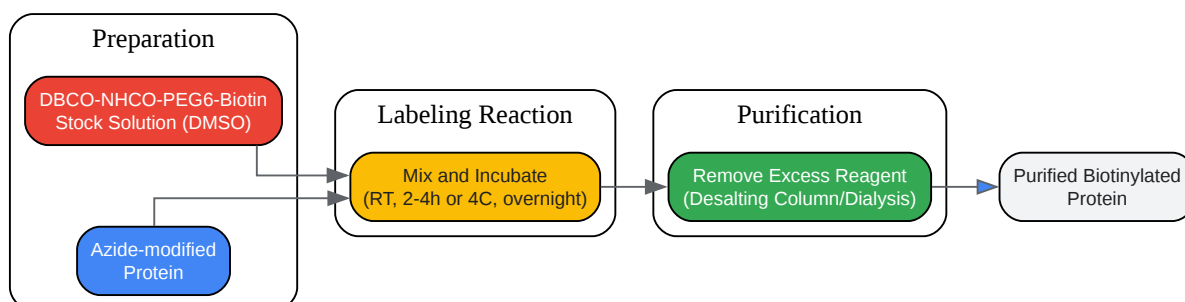 Preparation
DBCO-NHCO-PEG6-Biotin
Stock Solution (DMSO)
Azide-modified
Protein
Labeling Reaction
Mix and Incubate
(RT, 2-4h or 4C, overnight)
Purification
Remove Excess Reagent
(Desalting Column/Dialysis)
Purified Biotinylated
Protein